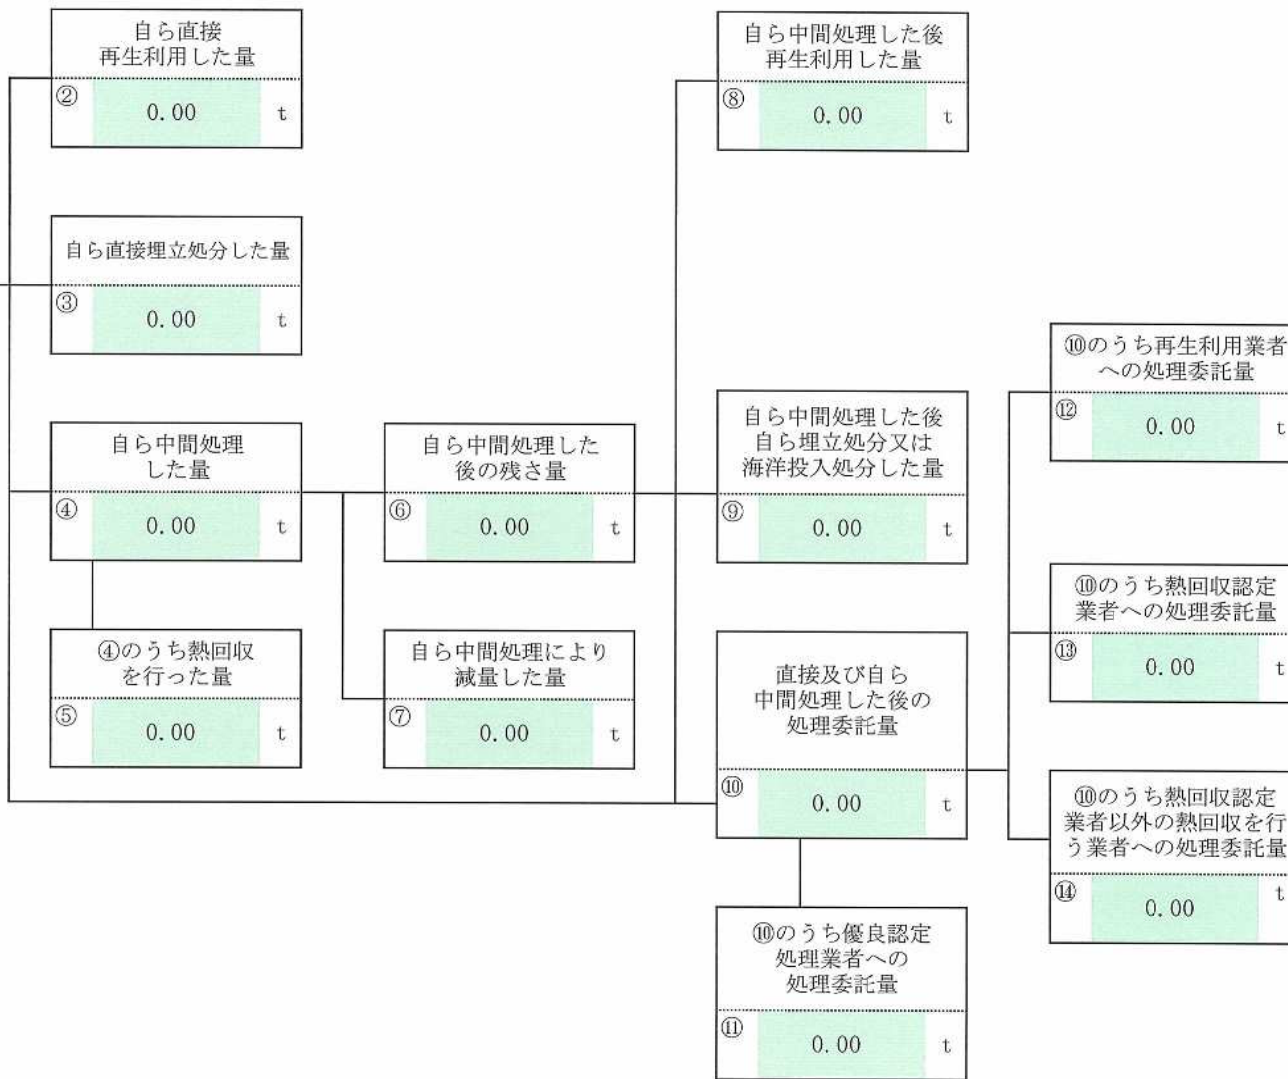 自ら直接
再生利用した量
② 0.00 t
自ら直接埋立処分した量
③ 0.00 t
自ら中間処理
した量
④ 0.00 t
④のうち熱回収
を行った量
⑤ 0.00 t
自ら中間処理した
後の残さ量
⑥ 0.00 t
自ら中間処理により
減量した量
⑦ 0.00 t
自ら中間処理した後
再生利用した量
⑧ 0.00 t
自ら中間処理した後
自ら埋立処分又は
海洋投入処分した量
⑨ 0.00 t
直接及び自ら
中間処理した後の
処理委託量
⑩ 0.00 t
⑩のうち優良認定
処理業者への
処理委託量
⑪ 0.00 t
⑩のうち再生利用業者
への処理委託量
⑫ 0.00 t
⑩のうち熱回収認定
業者への処理委託量
⑬ 0.00 t
⑩のうち熱回収認定
業者以外の熱回収を行
う業者への処理委託量
⑭ 0.00 t